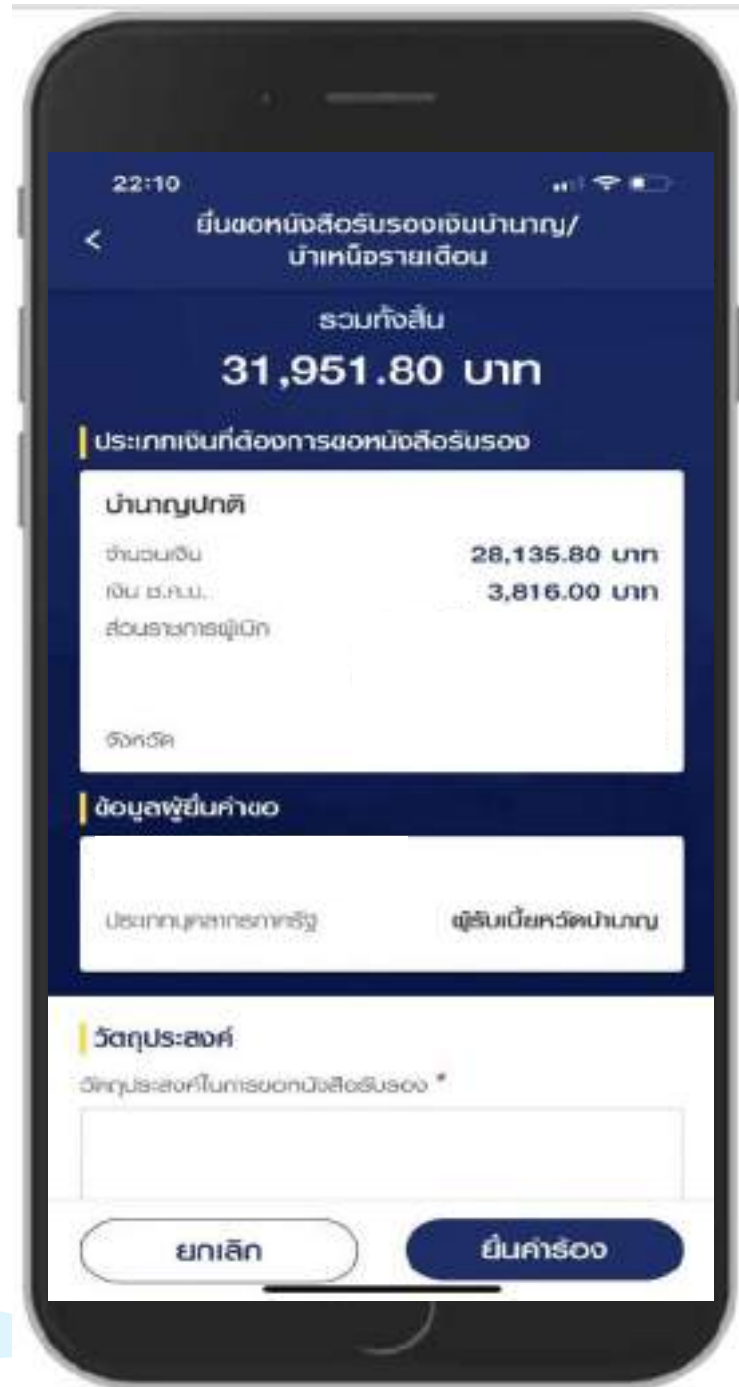 22:10
<
ยื่นขอหนังสือรับรองเงินบำนาญ/
บำเหน็จรายเดือน
รวมทั้งสิ้น
31,951.80 บาท
ประเภทเงินที่ต้องการขอหนังสือรับรอง
บำนาญปกติ
จำนวนเงิน 28,135.80 บาท
เงิน ช.ค.บ. 3,816.00 บาท
ส่วนราชการผู้เบิก
จังหวัด
ข้อมูลผู้ยื่นคำขอ
ประเภทบุคลากรภาครัฐ ผู้รับเบี้ยหวัดบำนาญ
วัตถุประสงค์
วัตถุประสงค์ในการขอหนังสือรับรอง *
ยกเลิก ยื่นคำร้อง